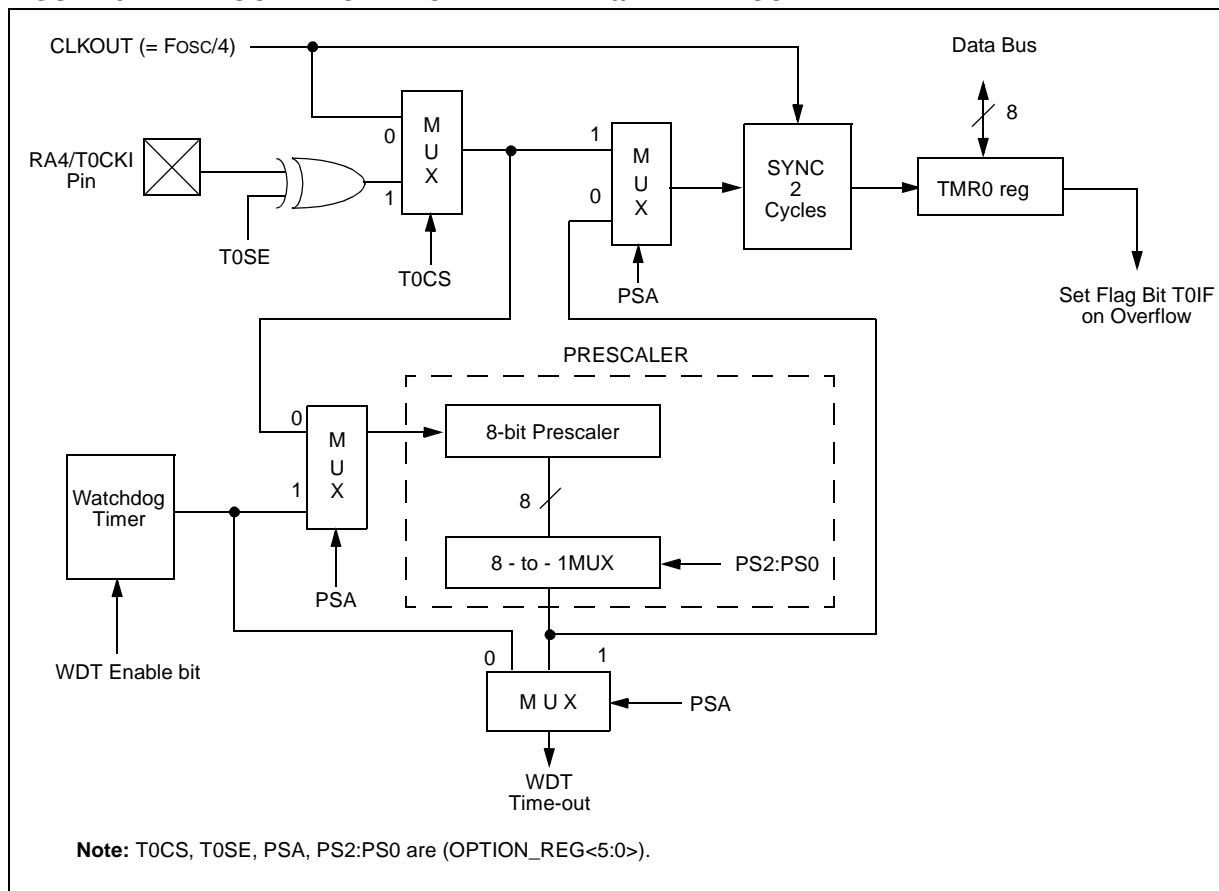 CLKOUT (= FOSC/4)
Data Bus
8
RA4/T0CKI
Pin
T0SE
0
1
M
U
X
T0CS
1
0
M
U
X
PSA
SYNC
2
Cycles
TMR0 reg
Set Flag Bit T0IF
on Overflow
PRESCALER
0
1
M
U
X
PSA
8-bit Prescaler
8
8 - to - 1MUX
PS2:PS0
Watchdog
Timer
WDT Enable bit
0
1
M U X
PSA
WDT
Time-out
Note: T0CS, T0SE, PSA, PS2:PS0 are (OPTION_REG<5:0>).